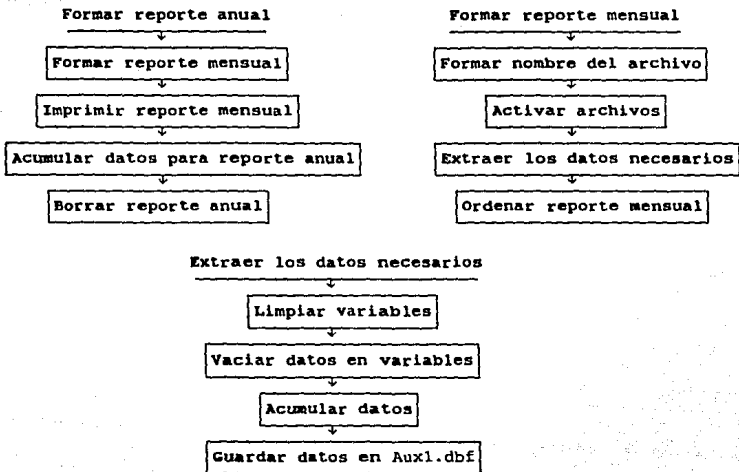 Formar reporte anual
Formar reporte mensual
Imprimir reporte mensual
Acumular datos para reporte anual
Borrar reporte anual
Formar reporte mensual
Formar nombre del archivo
Activar archivos
Extraer los datos necesarios
Ordenar reporte mensual
Extraer los datos necesarios
Limpiar variables
Vaciar datos en variables
Acumular datos
Guardar datos en Aux1.dbf